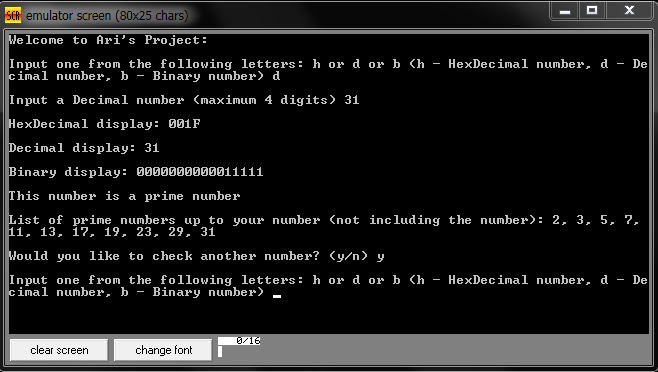 SCR emulator screen (80x25 chars)
Welcome to Ari's Project:
Input one from the following letters: h or d or b (h - HexDecimal number, d - De
cimal number, b - Binary number) d
Input a Decimal number (maximum 4 digits) 31
HexDecimal display: 001F
Decimal display: 31
Binary display: 0000000000011111
This number is a prime number
List of prime numbers up to your number (not including the number): 2, 3, 5, 7,
11, 13, 17, 19, 23, 29, 31
Would you like to check another number? (y/n) y
Input one from the following letters: h or d or b (h - HexDecimal number, d - De
cimal number, b - Binary number)
clear screen change font 0/16